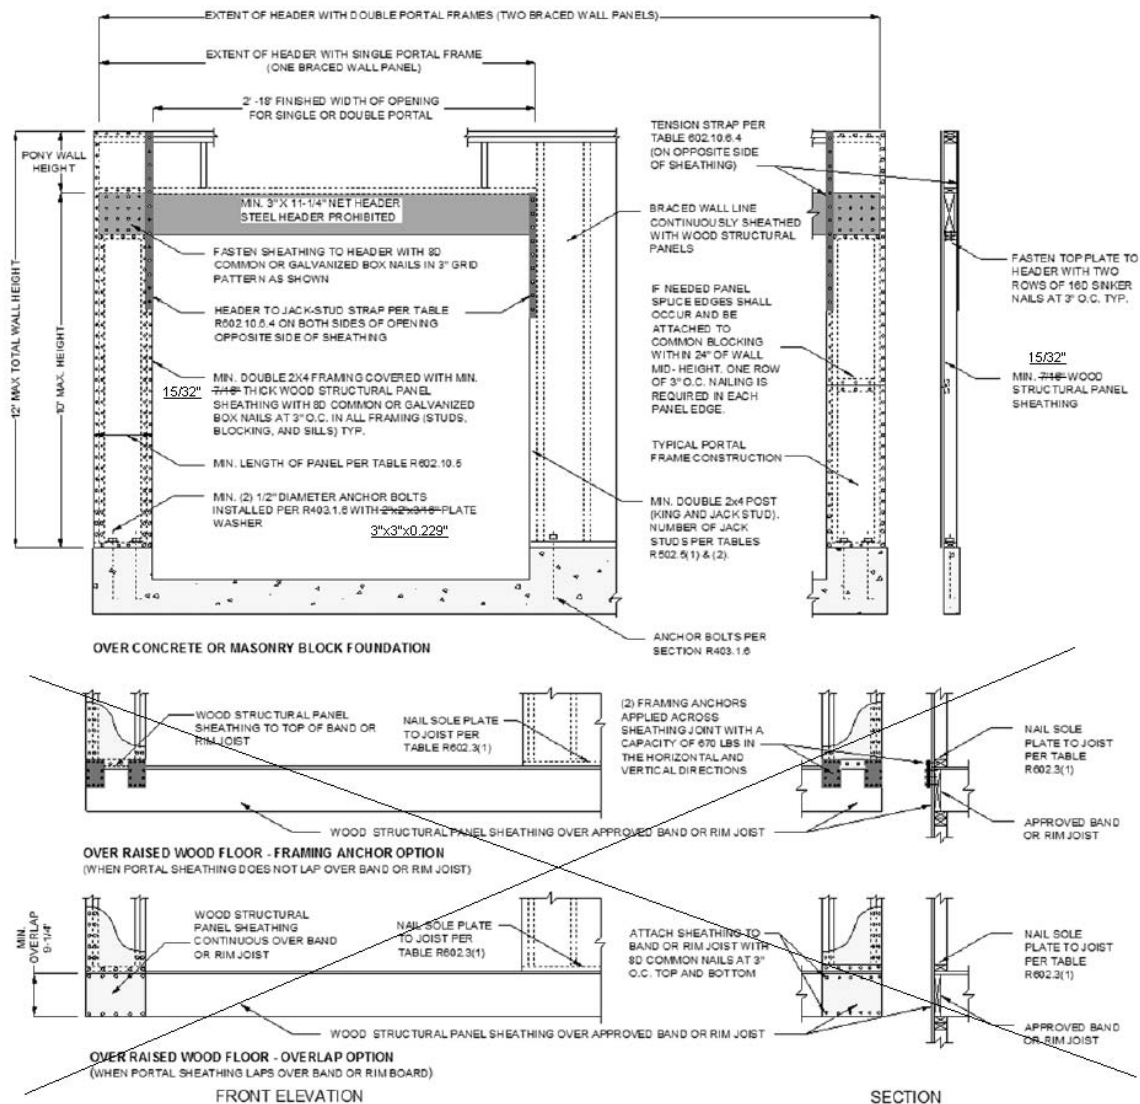 EXTENT OF HEADER WITH DOUBLE PORTAL FRAMES (TWO BRACED WALL PANELS)
EXTENT OF HEADER WITH SINGLE PORTAL FRAME
(ONE BRACED WALL PANEL)
2' -18' FINISHED WIDTH OF OPENING
FOR SINGLE OR DOUBLE PORTAL
PONY WALL
HEIGHT
12' MAX TOTAL WALL HEIGHT
10' MAX. HEIGHT
MIN. 3" X 11-1/4" NET HEADER
STEEL HEADER PROHIBITED
FASTEN SHEATHING TO HEADER WITH 8D
COMMON OR GALVANIZED BOX NAILS IN 3" GRID
PATTERN AS SHOWN
HEADER TO JACK-STUD STRAP PER TABLE
R602.10.6.4 ON BOTH SIDES OF OPENING
OPPOSITE SIDE OF SHEATHING
MIN. DOUBLE 2X4 FRAMING COVERED WITH MIN.
15/32"
7/16" THICK WOOD STRUCTURAL PANEL
SHEATHING WITH 8D COMMON OR GALVANIZED
BOX NAILS AT 3" O.C. IN ALL FRAMING (STUDS,
BLOCKING, AND SILLS) TYP.
MIN. LENGTH OF PANEL PER TABLE R602.10.5
MIN. (2) 1/2" DIAMETER ANCHOR BOLTS
INSTALLED PER R403.1.6 WITH 2"x2"x3/16" PLATE
WASHER
3"x3"x0.229"
TENSION STRAP PER
TABLE 602.10.6.4
(ON OPPOSITE SIDE
OF SHEATHING)
BRACED WALL LINE
CONTINUOUSLY SHEATHED
WITH WOOD STRUCTURAL
PANELS
IF NEEDED PANEL
SPLICE EDGES SHALL
OCCUR AND BE
ATTACHED TO
COMMON BLOCKING
WITHIN 24" OF WALL
MID- HEIGHT. ONE ROW
OF 3" O.C. NAILING IS
REQUIRED IN EACH
PANEL EDGE.
TYPICAL PORTAL
FRAME CONSTRUCTION
MIN. DOUBLE 2x4 POST
(KING AND JACK STUD).
NUMBER OF JACK
STUDS PER TABLES
R502.5(1) & (2).
ANCHOR BOLTS PER
SECTION R403.1.6
FASTEN TOP PLATE TO
HEADER WITH TWO
ROWS OF 16D SINKER
NAILS AT 3" O.C. TYP.
15/32"
MIN. 7/16" WOOD
STRUCTURAL PANEL
SHEATHING
OVER CONCRETE OR MASONRY BLOCK FOUNDATION
WOOD STRUCTURAL PANEL
SHEATHING TO TOP OF BAND OR
RIM JOIST
NAIL SOLE PLATE
TO JOIST PER
TABLE R602.3(1)
(2) FRAMING ANCHORS
APPLIED ACROSS
SHEATHING JOINT WITH A
CAPACITY OF 670 LBS IN
THE HORIZONTAL AND
VERTICAL DIRECTIONS
NAIL SOLE
PLATE TO JOIST
PER TABLE
R602.3(1)
WOOD STRUCTURAL PANEL SHEATHING OVER APPROVED BAND OR RIM JOIST
APPROVED BAND
OR RIM JOIST
OVER RAISED WOOD FLOOR - FRAMING ANCHOR OPTION
(WHEN PORTAL SHEATHING DOES NOT LAP OVER BAND OR RIM JOIST)
MIN.
OVERLAP
9-1/4"
WOOD STRUCTURAL
PANEL SHEATHING
CONTINUOUS OVER BAND
OR RIM JOIST
NAIL SOLE PLATE
TO JOIST PER
TABLE R602.3(1)
ATTACH SHEATHING TO
BAND OR RIM JOIST WITH
8D COMMON NAILS AT 3"
O.C. TOP AND BOTTOM
NAIL SOLE
PLATE TO JOIST
PER TABLE
R602.3(1)
WOOD STRUCTURAL PANEL SHEATHING OVER APPROVED BAND OR RIM JOIST
APPROVED BAND
OR RIM JOIST
OVER RAISED WOOD FLOOR - OVERLAP OPTION
(WHEN PORTAL SHEATHING LAPS OVER BAND OR RIM BOARD)
FRONT ELEVATION
SECTION